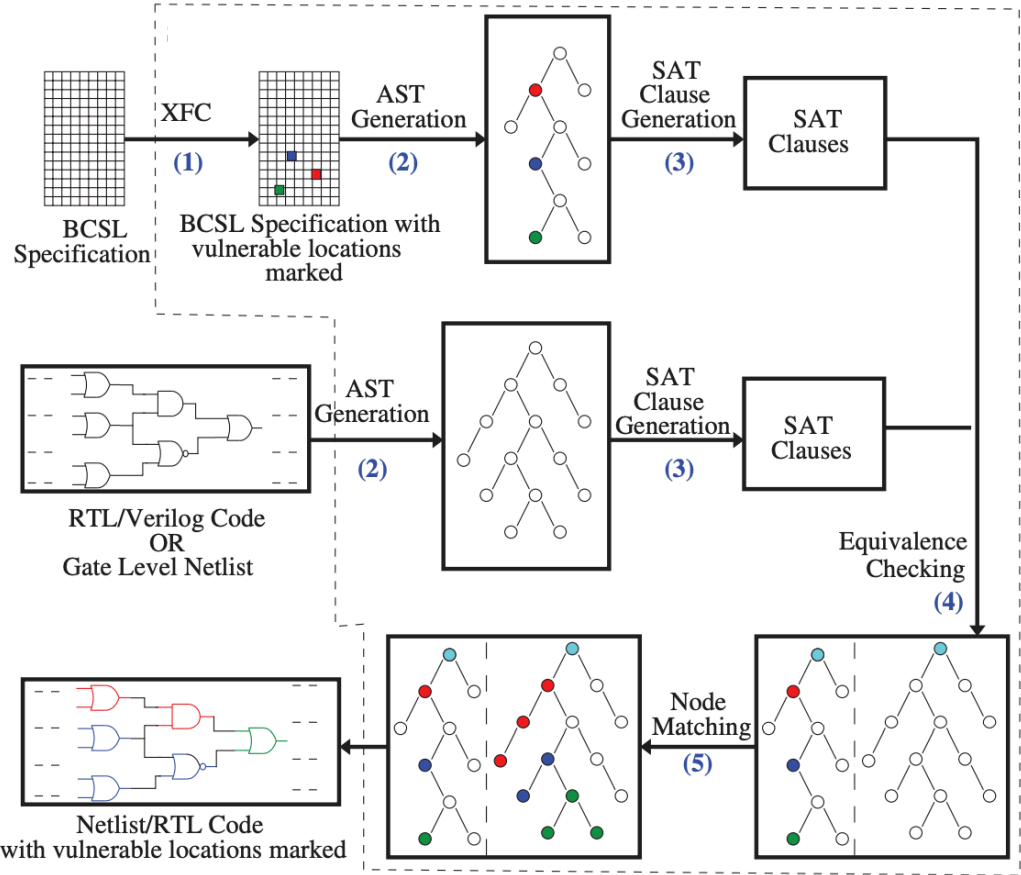 XFC
(1)
BCSL
Specification
BCSL Specification with
vulnerable locations
marked
AST
Generation
(2)
SAT
Clause
Generation
(3)
SAT
Clauses
RTL/Verilog Code
OR
Gate Level Netlist
AST
Generation
(2)
SAT
Clause
Generation
(3)
SAT
Clauses
Equivalence
Checking
(4)
Node
Matching
(5)
Netlist/RTL Code
with vulnerable locations marked